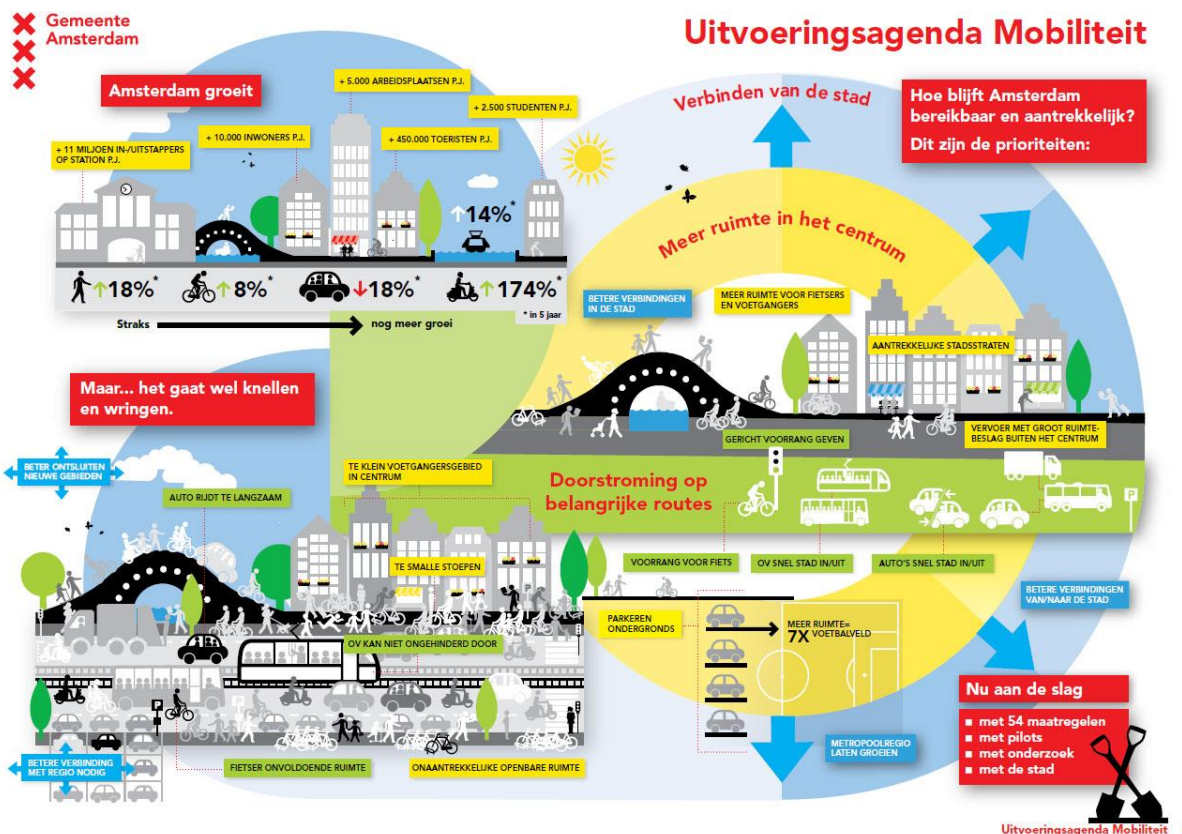 Gemeente
Amsterdam
Uitvoeringsagenda Mobiliteit
Amsterdam groeit
+ 11 MILJOEN IN-/UITSTAPPERS
OP STATION P.J.
+ 10.000 INWONERS P.J.
+ 5.000 ARBEIDSPLAATSEN P.J.
+ 450.000 TOERISTEN P.J.
+ 2.500 STUDENTEN P.J.
14%*
18%*
8%*
18%*
174%*
* in 5 jaar
Straks
nog meer groei
Verbinden van de stad
Hoe blijft Amsterdam
bereikbaar en aantrekkelijk?
Dit zijn de prioriteiten:
Meer ruimte in het centrum
BETERE VERBINDINGEN
IN DE STAD
MEER RUIMTE VOOR FIETSERS
EN VOETGANGERS
AANTREKKELIJKE STADSSTRATEN
GERICHT VOORRANG GEVEN
VERVOER MET GROOT RUIMTE-
BESLAG BUITEN HET CENTRUM
Doorstroming op
belangrijke routes
P
VOORRANG VOOR FIETS
OV SNEL STAD IN/UIT
AUTO'S SNEL STAD IN/UIT
Maar... het gaat wel knellen
en wringen.
BETER ONTSLUITEN
NIEUWE GEBIEDEN
AUTO RIJDT TE LANGZAAM
TE KLEIN VOETGANGERSGEBIED
IN CENTRUM
TE SMALLE STOEPEN
OV KAN NIET ONGEHINDERD DOOR
P
P
BETERE VERBINDING
MET REGIO NODIG
FIETSER ONVOLDOENDE RUIMTE
ONAANTREKKELIJKE OPENBARE RUIMTE
PARKEREN
ONDERGRONDS
MEER RUIMTE=
7X VOETBALVELD
BETERE VERBINDINGEN
VAN/NAAR DE STAD
METROPOOLREGIO
LATEN GROEIEN
Nu aan de slag
■ met 54 maatregelen
■ met pilots
■ met onderzoek
■ met de stad
Uitvoeringsagenda Mobiliteit